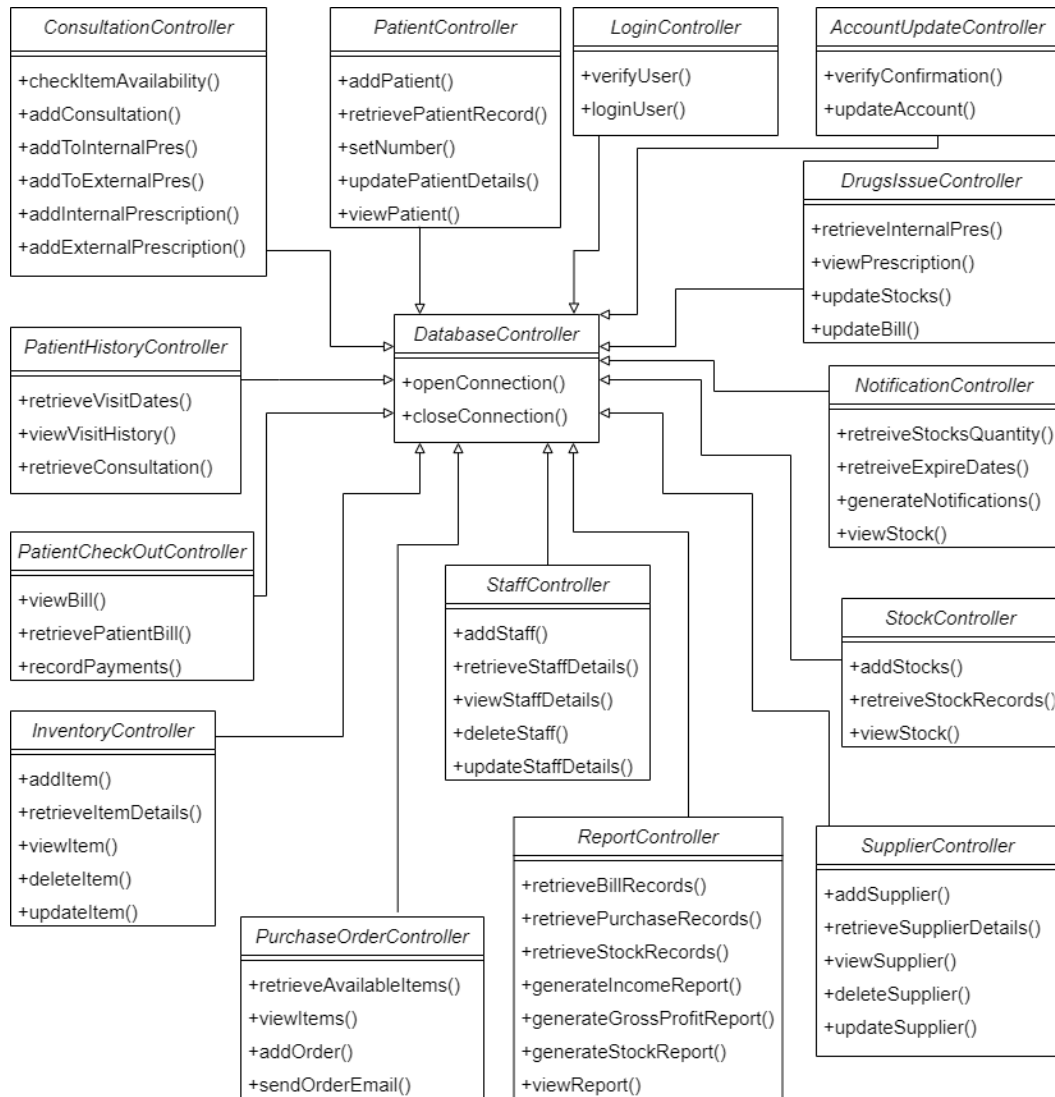 ConsultationController
+checkItemAvailability()
+addConsultation()
+addToInternalPres()
+addToExternalPres()
+addInternalPrescription()
+addExternalPrescription()
PatientController
+addPatient()
+retrievePatientRecord()
+setNumber()
+updatePatientDetails()
+viewPatient()
LoginController
+verifyUser()
+loginUser()
AccountUpdateController
+verifyConfirmation()
+updateAccount()
DrugsIssueController
+retrieveInternalPres()
+viewPrescription()
+updateStocks()
+updateBill()
PatientHistoryController
+retrieveVisitDates()
+viewVisitHistory()
+retrieveConsultation()
DatabaseController
+openConnection()
+closeConnection()
NotificationController
+retreiveStocksQuantity()
+retreiveExpireDates()
+generateNotifications()
+viewStock()
PatientCheckOutController
+viewBill()
+retrievePatientBill()
+recordPayments()
StaffController
+addStaff()
+retrieveStaffDetails()
+viewStaffDetails()
+deleteStaff()
+updateStaffDetails()
StockController
+addStocks()
+retreiveStockRecords()
+viewStock()
InventoryController
+addItem()
+retrieveItemDetails()
+viewItem()
+deleteItem()
+updateItem()
PurchaseOrderController
+retrieveAvailableItems()
+viewItems()
+addOrder()
+sendOrderEmail()
ReportController
+retrieveBillRecords()
+retrievePurchaseRecords()
+retrieveStockRecords()
+generateIncomeReport()
+generateGrossProfitReport()
+generateStockReport()
+viewReport()
SupplierController
+addSupplier()
+retrieveSupplierDetails()
+viewSupplier()
+deleteSupplier()
+updateSupplier()